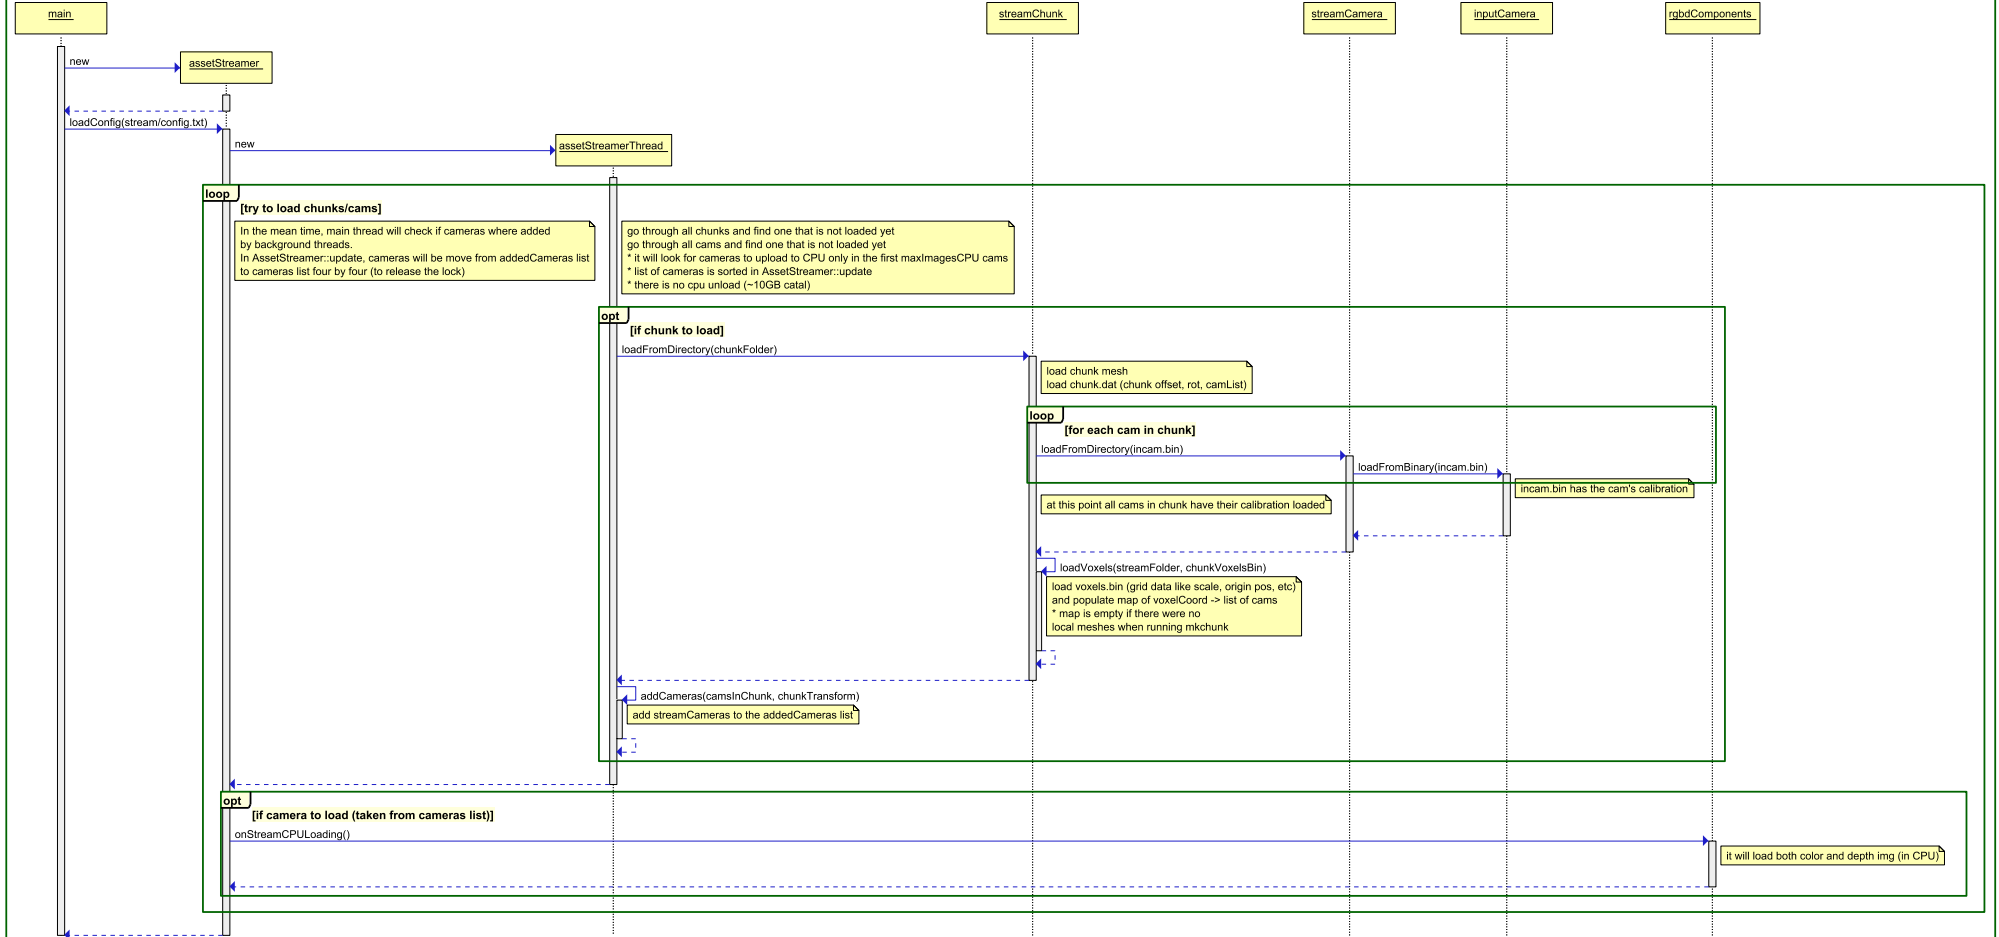 main
streamChunk
streamCamera
inputCamera
rgbdComponents
new
assetStreamer
loadConfig(stream/config.txt)
new
assetStreamerThread
loop
[try to load chunks/cams]
In the mean time, main thread will check if cameras where added
by background threads.
In AssetStreamer::update, cameras will be move from addedCameras list
to cameras list four by four (to release the lock)
go through all chunks and find one that is not loaded yet
go through all cams and find one that is not loaded yet
* it will look for cameras to upload to CPU only in the first maxImagesCPU cams
* list of cameras is sorted in AssetStreamer::update
* there is no cpu unload (~10GB catal)
opt
[if chunk to load]
loadFromDirectory(chunkFolder)
load chunk mesh
load chunk.dat (chunk offset, rot, camList)
loop
[for each cam in chunk]
loadFromDirectory(incam.bin)
loadFromBinary(incam.bin)
incam.bin has the cam's calibration
at this point all cams in chunk have their calibration loaded
loadVoxels(streamFolder, chunkVoxelsBin)
load voxels.bin (grid data like scale, origin pos, etc)
and populate map of voxelCoord -> list of cams
* map is empty if there were no
local meshes when running mkchunk
addCameras(camsInChunk, chunkTransform)
add streamCameras to the addedCameras list
opt
[if camera to load (taken from cameras list)]
onStreamCPULoading()
it will load both color and depth img (in CPU)